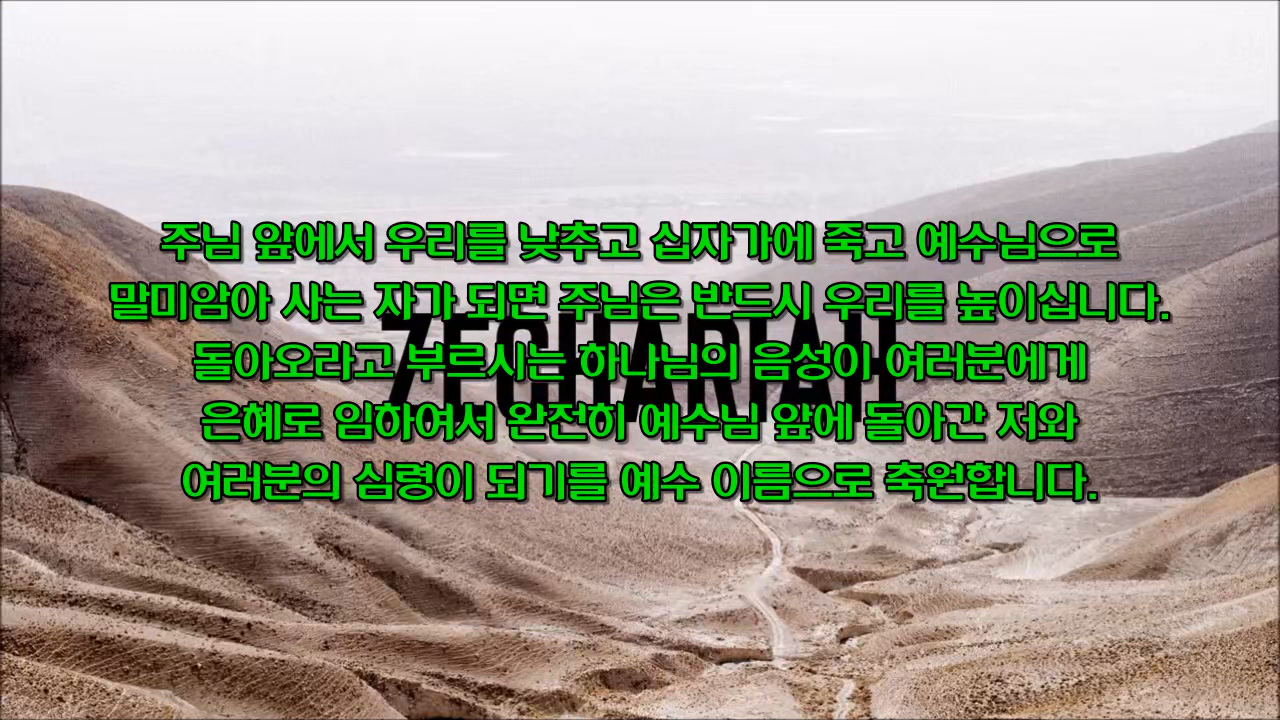 주님 앞에서 우리를 낮추고 십자가에 죽고 예수님으로
말미암아 사는 자가 되면 주님은 반드시 우리를 높이십니다.
ZECHARIAH
돌아오라고 부르시는 하나님의 음성이 여러분에게
은혜로 임하여서 완전히 예수님 앞에 돌아간 저와
여러분의 심령이 되기를 예수 이름으로 축원합니다.